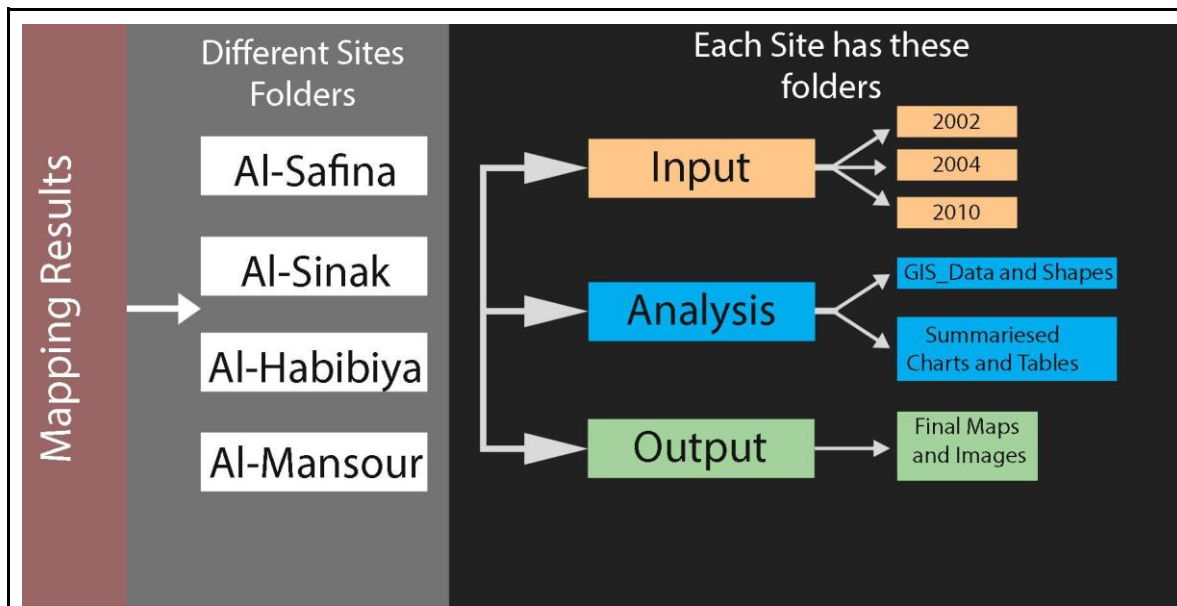 Mapping Results
Different Sites
Folders
Al-Safina
Al-Sinak
Al-Habibiya
Al-Mansour
Each Site has these
folders
Input
2002
2004
2010
Analysis
GIS_Data and Shapes
Summariesed
Charts and Tables
Output
Final Maps
and Images